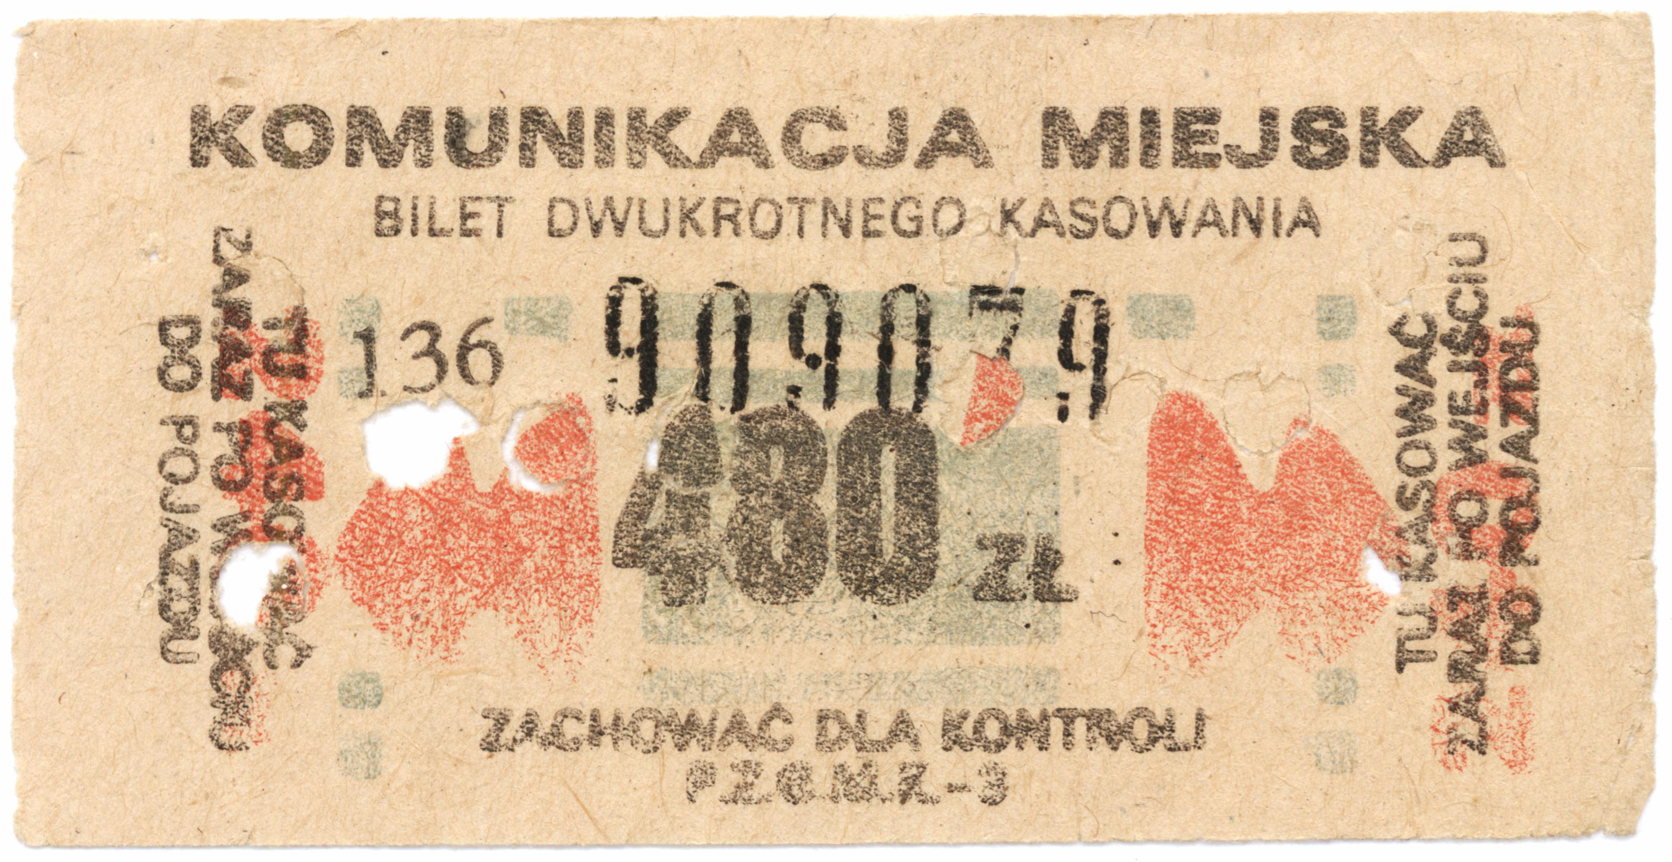 KOMUNIKACJA MIEJSKA
BILET DWUKROTNEGO KASOWANIA
136 909079
480 ZŁ
TU KASOWAĆ
ZARAZ PO WEJŚCIU
DO POJAZDU
TU KASOWAĆ
ZARAZ PO WEJŚCIU
DO POJAZDU
ZACHOWAĆ DLA KONTROLI